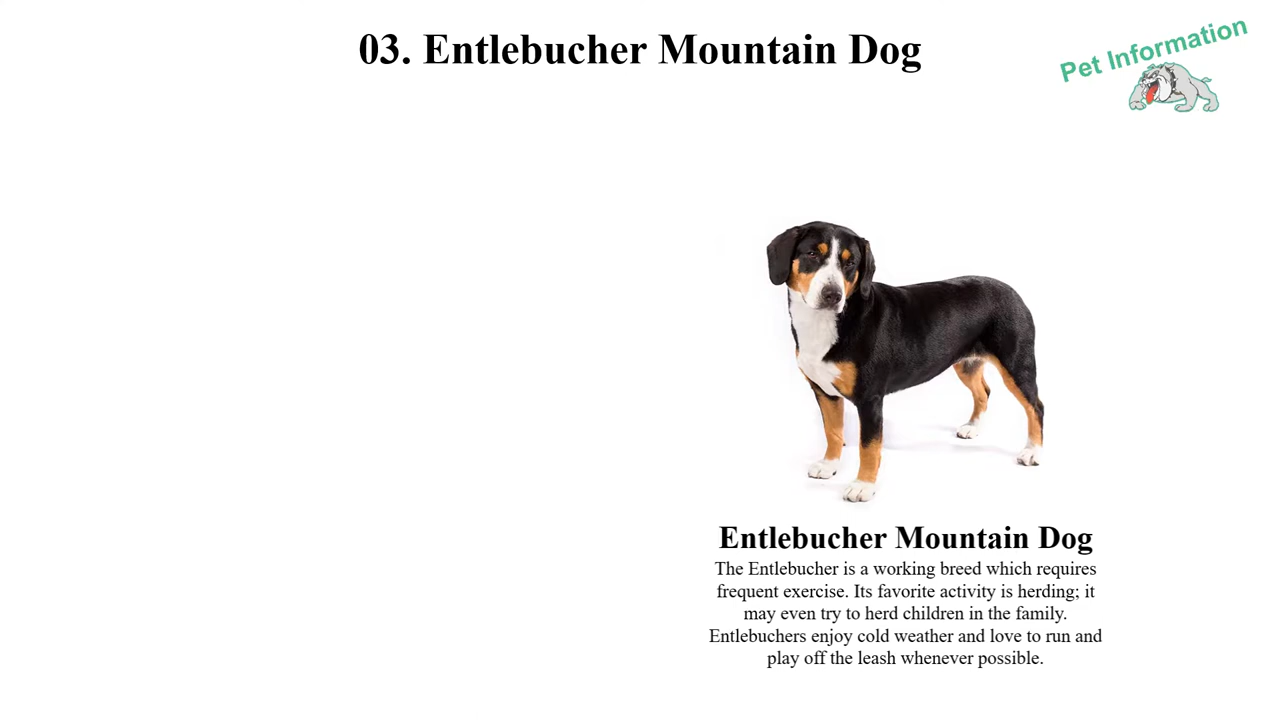 03. Entlebucher Mountain Dog
Pet Information
Entlebucher Mountain Dog
The Entlebucher is a working breed which requires
frequent exercise. Its favorite activity is herding; it
may even try to herd children in the family.
Entlebuchers enjoy cold weather and love to run and
play off the leash whenever possible.